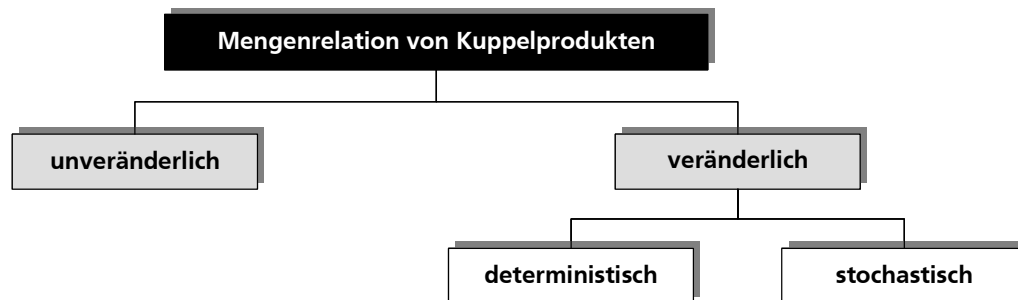 Mengenrelation von Kuppelprodukten
unveränderlich
veränderlich
deterministisch
stochastisch